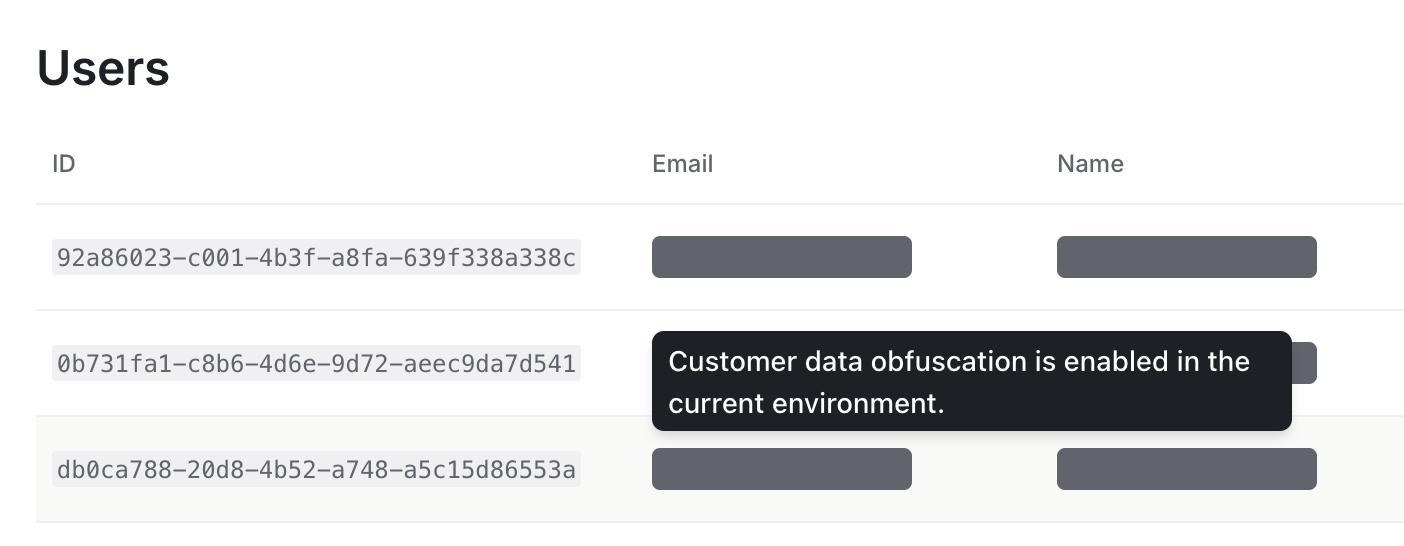 Users
ID Email Name
92a86023-c001-4b3f-a8fa-639f338a338c
0b731fa1-c8b6-4d6e-9d72-aeec9da7d541
Customer data obfuscation is enabled in the
current environment.
db0ca788-20d8-4b52-a748-a5c15d86553a